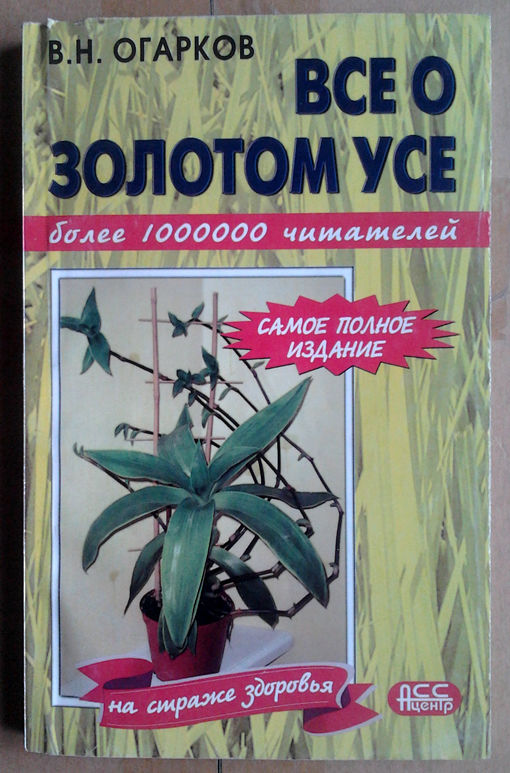 В.Н. ОГАРКОВ
ВСЕ О
ЗОЛОТОМ УСЕ
более 1000000 читателей
САМОЕ ПОЛНОЕ
ИЗДАНИЕ
на страже здоровья
АСС
центр